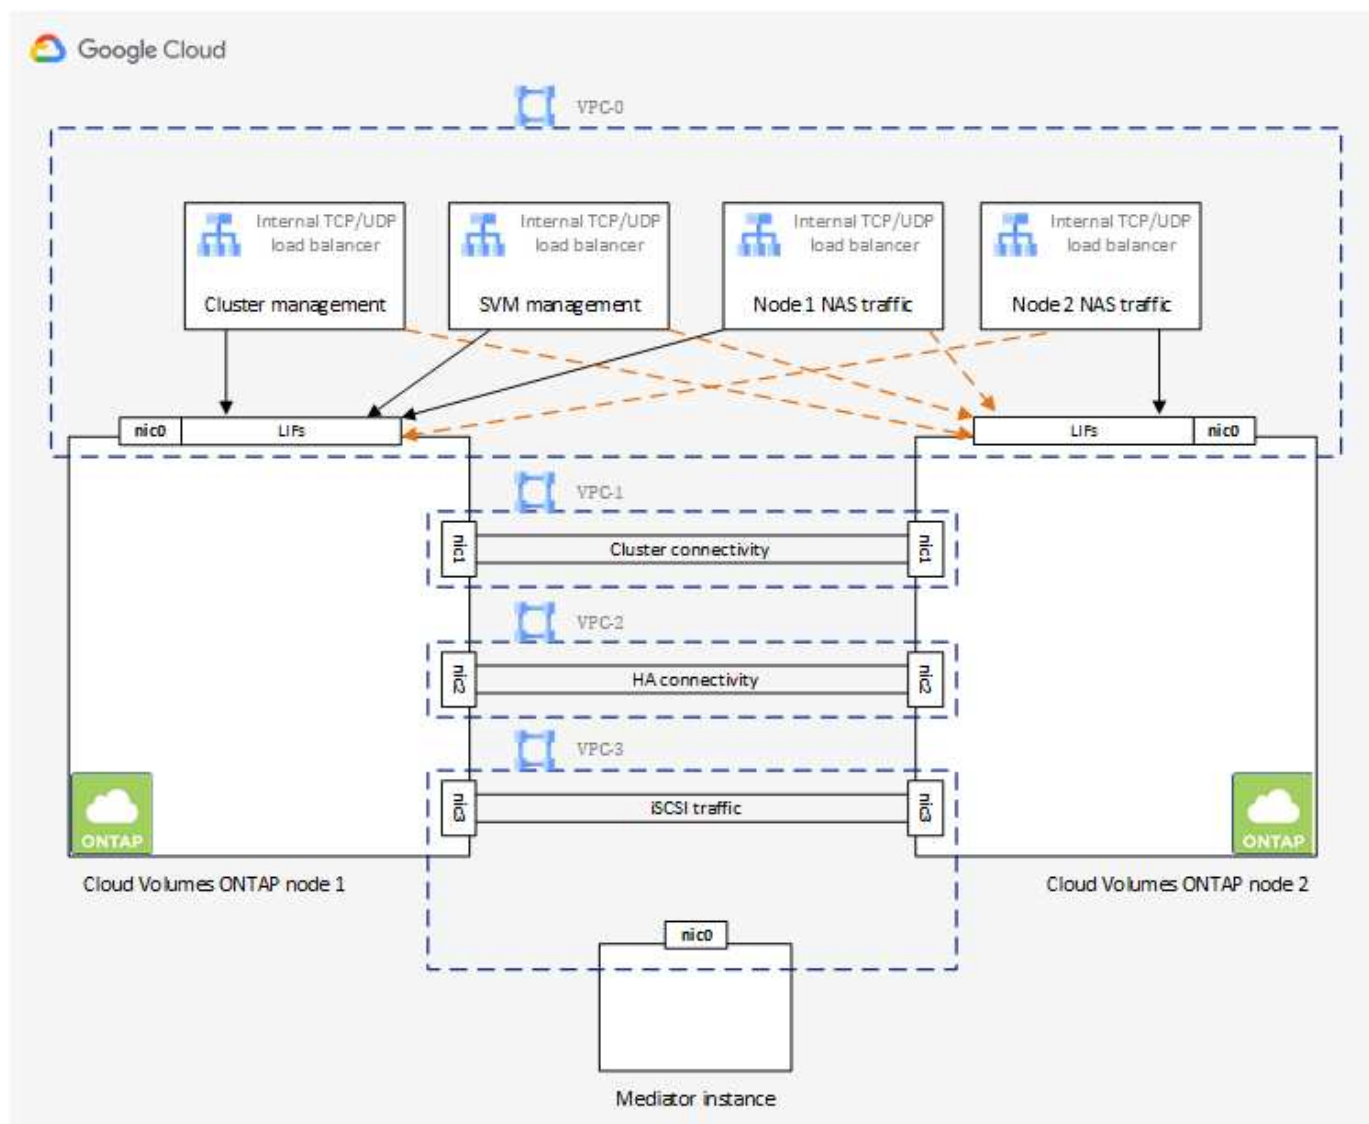 Google Cloud
VPC-0
Internal TCP/UDP
load balancer
Cluster management
Internal TCP/UDP
load balancer
SVM management
Internal TCP/UDP
load balancer
Node 1 NAS traffic
Internal TCP/UDP
load balancer
Node 2 NAS traffic
nic0
LIFs
LIFs
nic0
VPC-1
nic1
Cluster connectivity
nic1
VPC-2
nic2
HA connectivity
nic2
VPC-3
nic3
iSCSI traffic
nic3
ONTAP
ONTAP
Cloud Volumes ONTAP node 1
Cloud Volumes ONTAP node 2
nic0
Mediator instance